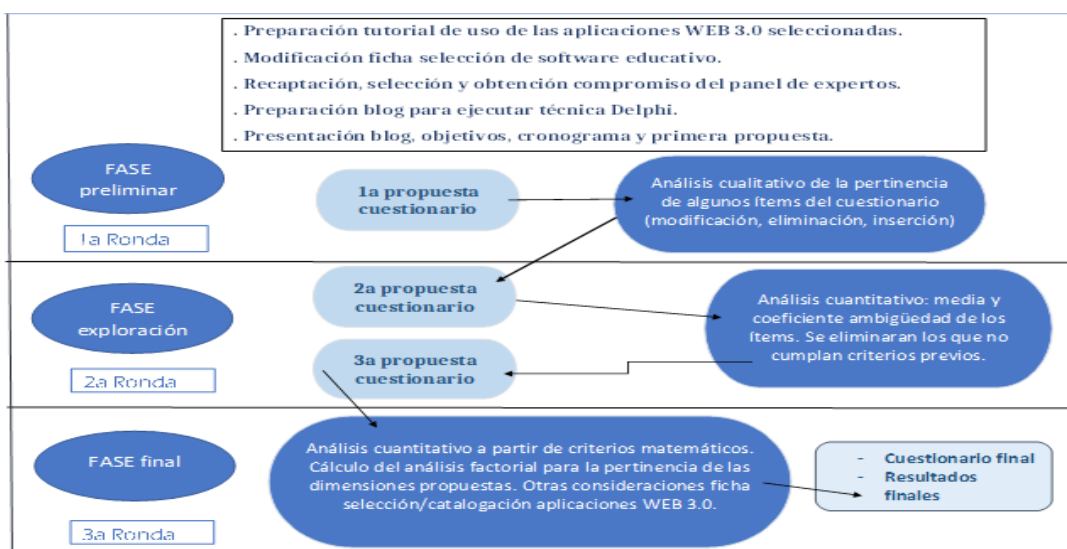 . Preparación tutorial de uso de las aplicaciones WEB 3.0 seleccionadas.
. Modificación ficha selección de software educativo.
. Recaptación, selección y obtención compromiso del panel de expertos.
. Preparación blog para ejecutar técnica Delphi.
. Presentación blog, objetivos, cronograma y primera propuesta.
FASE
preliminar
1a Ronda
1a propuesta
cuestionario
Análisis cualitativo de la pertinencia
de algunos ítems del cuestionario
(modificación, eliminación, inserción)
FASE
exploración
2a Ronda
2a propuesta
cuestionario
Análisis cuantitativo: media y
coeficiente ambigüedad de los
ítems. Se eliminaran los que no
cumplan criterios previos.
3a propuesta
cuestionario
FASE final
3a Ronda
Análisis cuantitativo a partir de criterios matemáticos.
Cálculo del análisis factorial para la pertinencia de las
dimensiones propuestas. Otras consideraciones ficha
selección/catalogación aplicaciones WEB 3.0.
- Cuestionario final
- Resultados
- finales